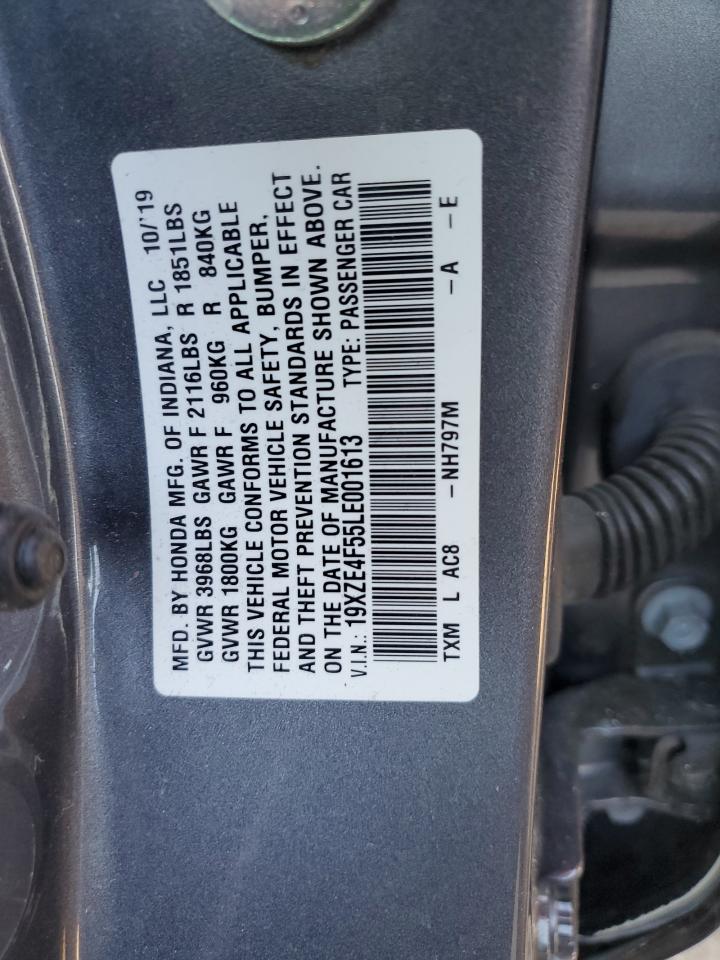 MFD. BY HONDA MFG. OF INDIANA, LLC 10/'19
GVWR 3968LBS GAWR F 2116LBS R 1851LBS
GVWR 1800KG GAWR F 960KG R 840KG
THIS VEHICLE CONFORMS TO ALL APPLICABLE
FEDERAL MOTOR VEHICLE SAFETY, BUMPER,
AND THEFT PREVENTION STANDARDS IN EFFECT
ON THE DATE OF MANUFACTURE SHOWN ABOVE.
V.I.N.: 19XZE4F55LE001613 TYPE: PASSENGER CAR
TXM L AC8 -NH797M -A -E